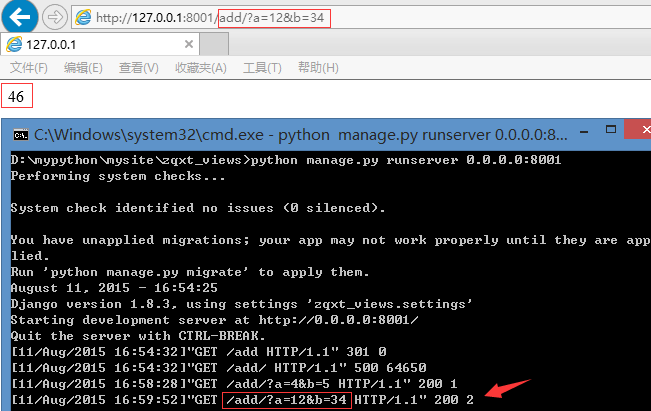 http://127.0.0.1:8001/add/?a=12&b=34
127.0.0.1
文件(F) 编辑(E) 查看(V) 收藏夹(A) 工具(T) 帮助(H)
46
C:\Windows\system32\cmd.exe - python manage.py runserver 0.0.0.0:8...
D:\mypython\mysite\zqxt_views>python manage.py runserver 0.0.0.0:8001
Performing system checks...
System check identified no issues (0 silenced).
You have unapplied migrations; your app may not work properly until they are app
lied.
Run 'python manage.py migrate' to apply them.
August 11, 2015 - 16:54:25
Django version 1.8.3, using settings 'zqxt_views.settings'
Starting development server at http://0.0.0.0:8001/
Quit the server with CTRL-BREAK.
[11/Aug/2015 16:54:32]"GET /add HTTP/1.1" 301 0
[11/Aug/2015 16:54:32]"GET /add/ HTTP/1.1" 500 64650
[11/Aug/2015 16:58:28]"GET /add/?a=4&b=5 HTTP/1.1" 200 1
[11/Aug/2015 16:59:52]"GET /add/?a=12&b=34 HTTP/1.1" 200 2